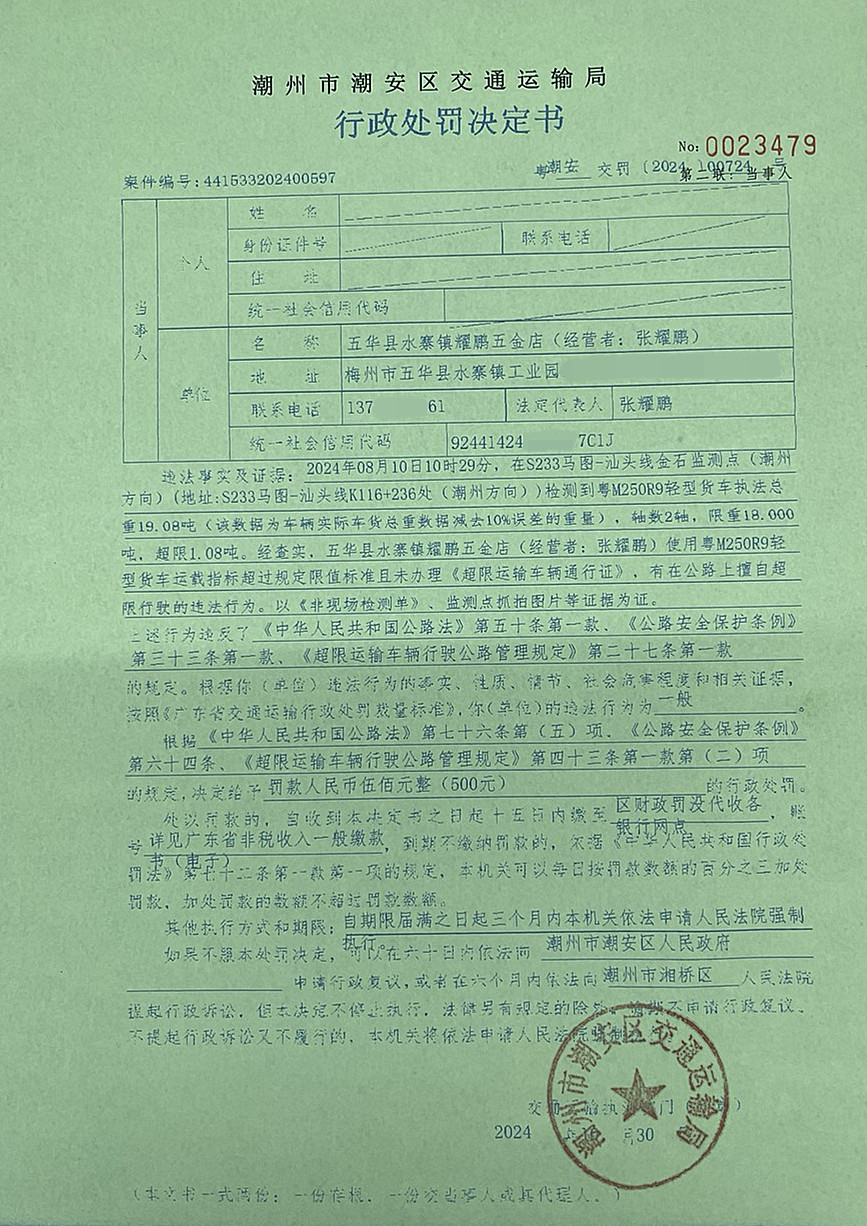 潮州市潮安区交通运输局
行政处罚决定书
No: 0023479
案件编号:441533202400597
粤潮安 交罚〔2024〕00724 号
第二联:当事人
当事人
个人
姓 名
身份证件号 联系电话
住 址
统一社会信用代码
单位
名 称 五华县水寨镇耀鹏五金店(经营者:张耀鹏)
地 址 梅州市五华县水寨镇工业园
联系电话 137 61 法定代表人 张耀鹏
统一社会信用代码 92441424 7C1J
违法事实及证据:2024年08月10日10时29分,在S233马图-汕头线金石监测点(潮州
方向)(地址:S233马图-汕头线K116+236处(潮州方向))检测到粤M250R9轻型货车执法总
重19.08吨(该数据为车辆实际车货总重数据减去10%误差的重量),轴数2轴,限重18.000
吨,超限1.08吨。经查实,五华县水寨镇耀鹏五金店(经营者:张耀鹏)使用粤M250R9轻
型货车运载指标超过规定限值标准且未办理《超限运输车辆通行证》,有在公路上擅自超
限行驶的违法行为。以《非现场检测单》、监测点抓拍图片等证据为证。
上述行为违反了《中华人民共和国公路法》第五十条第一款、《公路安全保护条例》
第三十三条第一款、《超限运输车辆行驶公路管理规定》第二十七条第一款
的规定。根据你(单位)违法行为的事实、性质、情节、社会危害程度和相关证据,
按照《广东省交通运输行政处罚裁量标准》,你(单位)的违法行为为一般。
根据《中华人民共和国公路法》第七十六条第(五)项、《公路安全保护条例》
第六十四条、《超限运输车辆行驶公路管理规定》第四十三条第一款第(二)项
的规定,决定给予罚款人民币伍佰元整(500元)的行政处罚。
处以罚款的,自收到本决定书之日起十五日内缴至区财政罚没代收各银行网点,账
号详见广东省非税收入一般缴款书(电子),到期不缴纳罚款的,依据《中华人民共和国行政处
罚法》第七十二条第一款第一项的规定,本机关可以每日按罚款数额的百分之三加处
罚款,加处罚款的数额不超过罚款数额。
其他执行方式和期限:自期限届满之日起三个月内本机关依法申请人民法院强制执行。
如果不服本处罚决定,可以在六十日内依法向 潮州市潮安区人民政府
申请行政复议,或者在六个月内依法向潮州市湘桥区 人民法院
提起行政诉讼,但本决定不停止执行,法律另有规定的除外。逾期不申请行政复议、
不提起行政诉讼又不履行的,本机关将依法申请人民法院强制
潮州市潮安区交通运输局
交通运输执法部门(
2024 年 月30
(本文书一式两份:一份存根,一份交当事人或其代理人。)